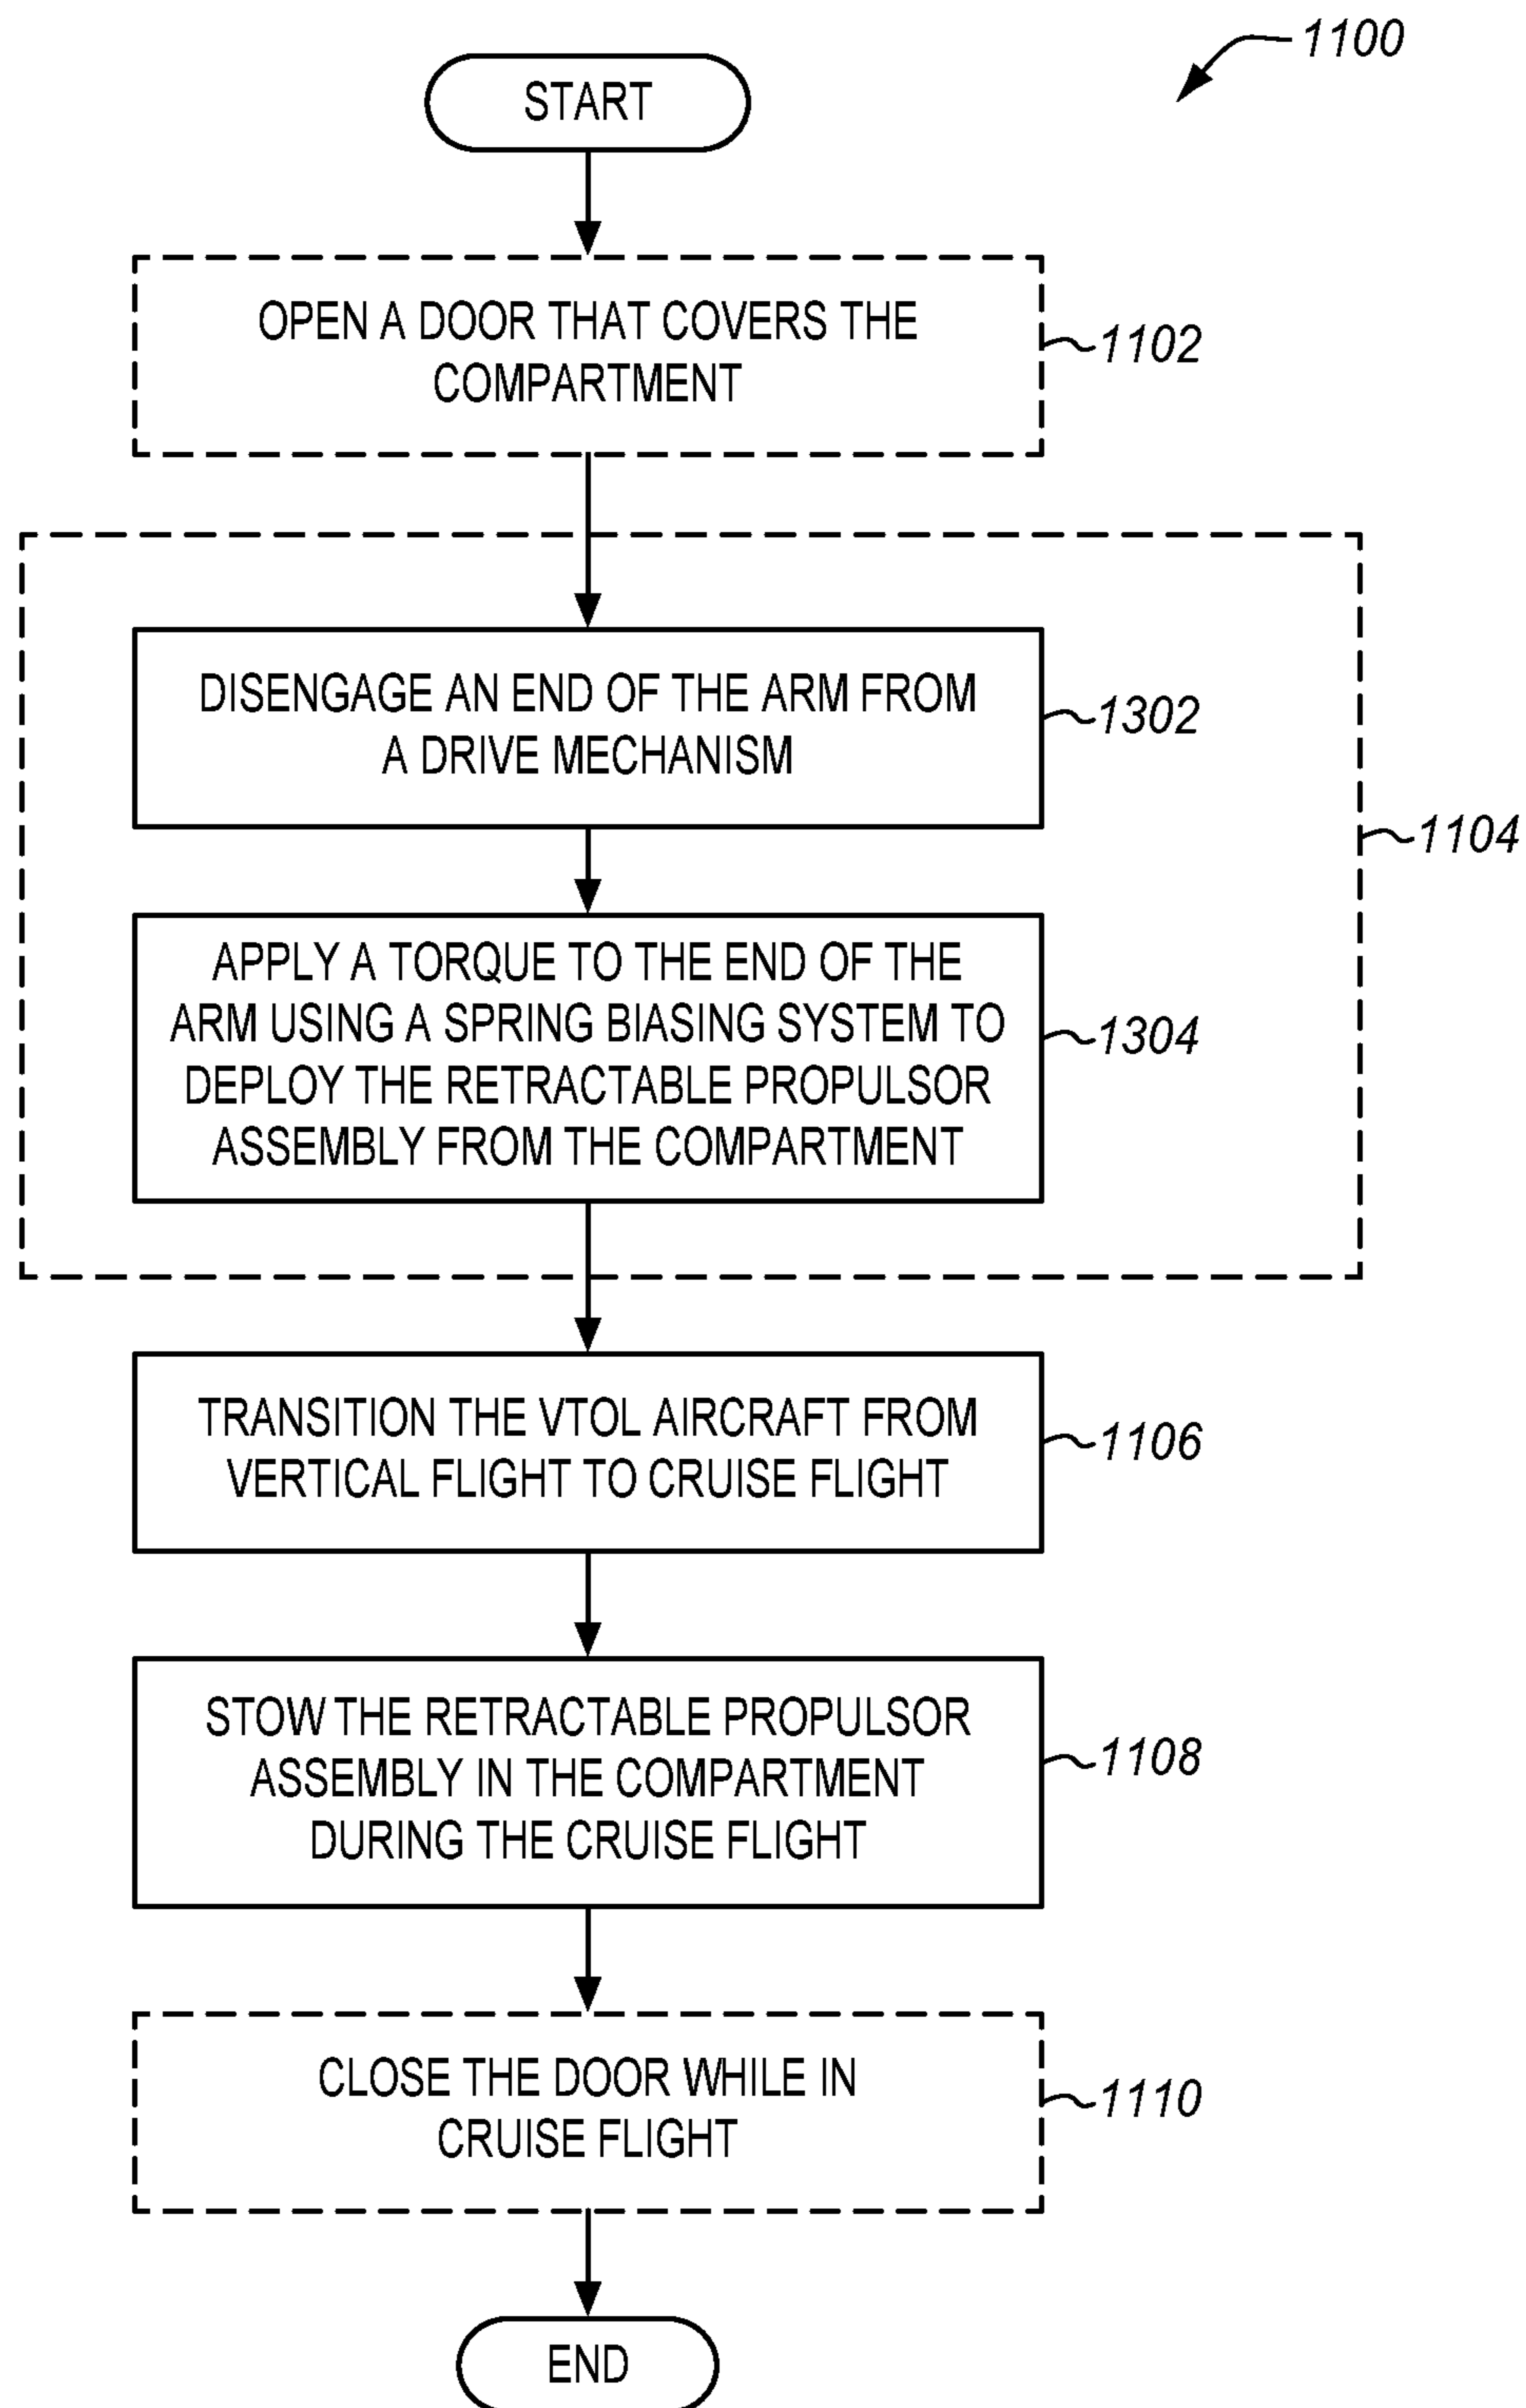 1100
START
OPEN A DOOR THAT COVERS THE
COMPARTMENT
1102
DISENGAGE AN END OF THE ARM FROM
A DRIVE MECHANISM
1302
1104
APPLY A TORQUE TO THE END OF THE
ARM USING A SPRING BIASING SYSTEM TO
DEPLOY THE RETRACTABLE PROPULSOR
ASSEMBLY FROM THE COMPARTMENT
1304
TRANSITION THE VTOL AIRCRAFT FROM
VERTICAL FLIGHT TO CRUISE FLIGHT
1106
STOW THE RETRACTABLE PROPULSOR
ASSEMBLY IN THE COMPARTMENT
DURING THE CRUISE FLIGHT
1108
CLOSE THE DOOR WHILE IN
CRUISE FLIGHT
1110
END